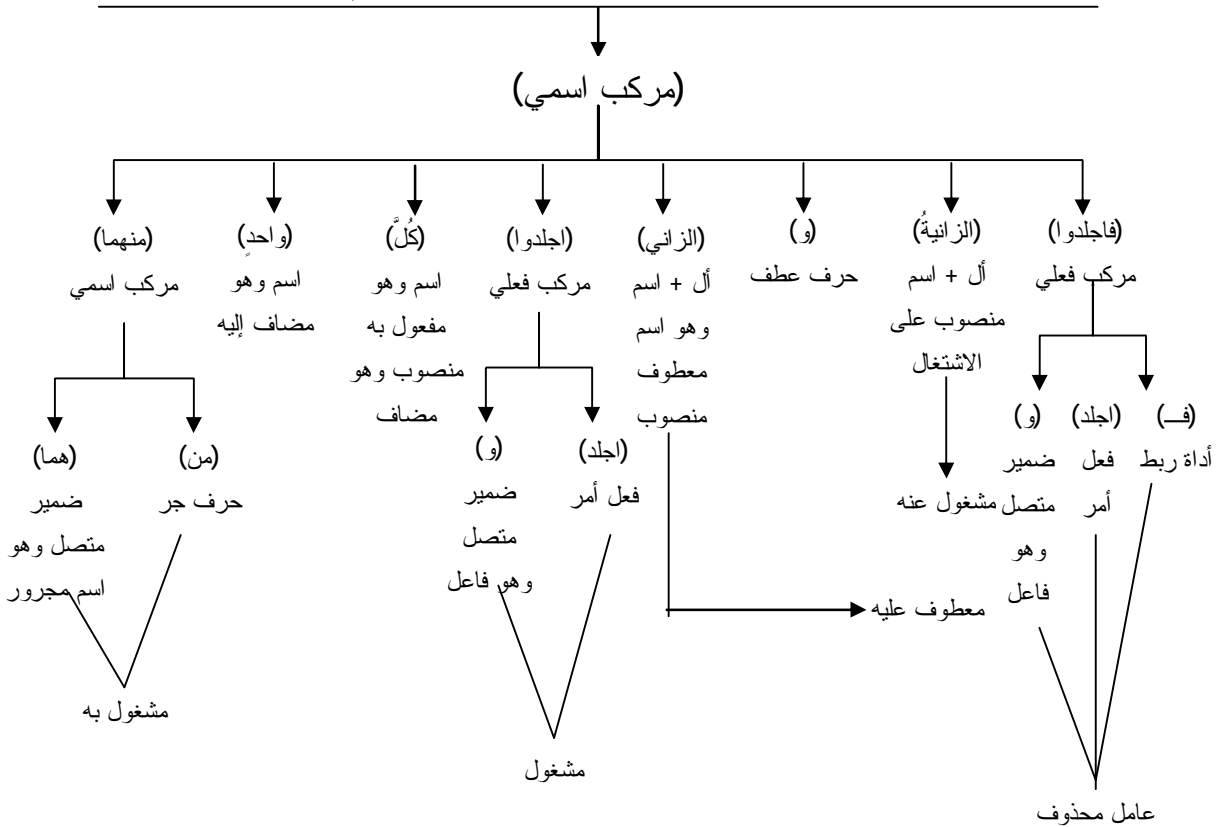 (مركب اسمي)
(فاجلدوا)
مركب فعلي
(الزانيةُ)
أل + اسم
منصوب على
الاشتغال
(و)
حرف عطف
(الزاني)
أل + اسم
وهو اسم
معطوف
منصوب
(اجلدوا)
مركب فعلي
(كُلَّ)
اسم وهو
مفعول به
منصوب وهو
مضاف
(واحدٍ)
اسم وهو
مضاف إليه
(منهما)
مركب اسمي
(فـ)
أداة ربط
(اجلد)
فعل
أمر
(و)
ضمير
متصل
وهو
فاعل
مشغول عنه
معطوف عليه
(اجلد)
فعل أمر
(و)
ضمير
متصل
وهو فاعل
(من)
حرف جر
(هما)
ضمير
متصل وهو
اسم مجرور
مشغول به
مشغول
عامل محذوف